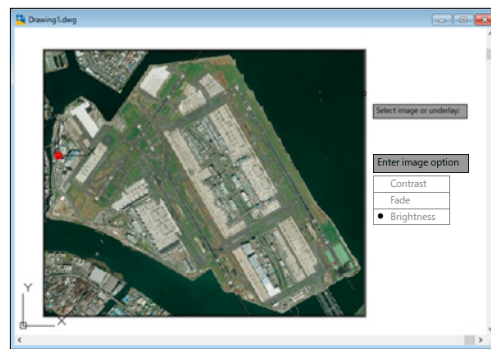 Drawing1.dwg
Select image or underlay:
Enter image option
Contrast
Fade
Brightness
Y
X